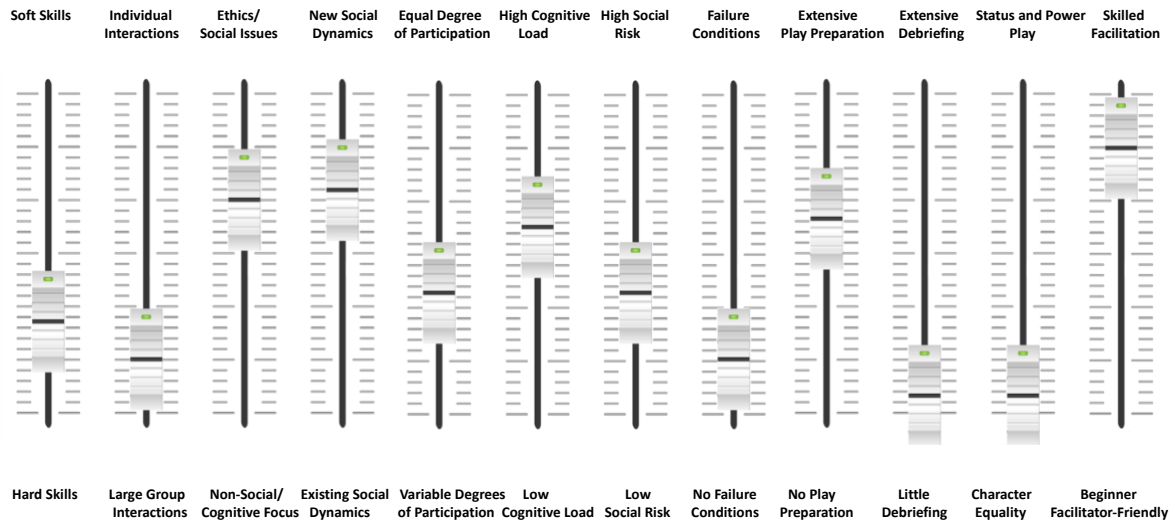 Soft Skills
Individual
Interactions
Ethics/
Social Issues
New Social
Dynamics
Equal Degree
of Participation
High Cognitive
Load
High Social
Risk
Failure
Conditions
Extensive
Play Preparation
Extensive
Debriefing
Status and Power
Play
Skilled
Facilitation
Hard Skills
Large Group
Interactions
Non-Social/
Cognitive Focus
Existing Social
Dynamics
Variable Degrees
of Participation
Low
Cognitive Load
Low
Social Risk
No Failure
Conditions
No Play
Preparation
Little
Debriefing
Character
Equality
Beginner
Facilitator-Friendly